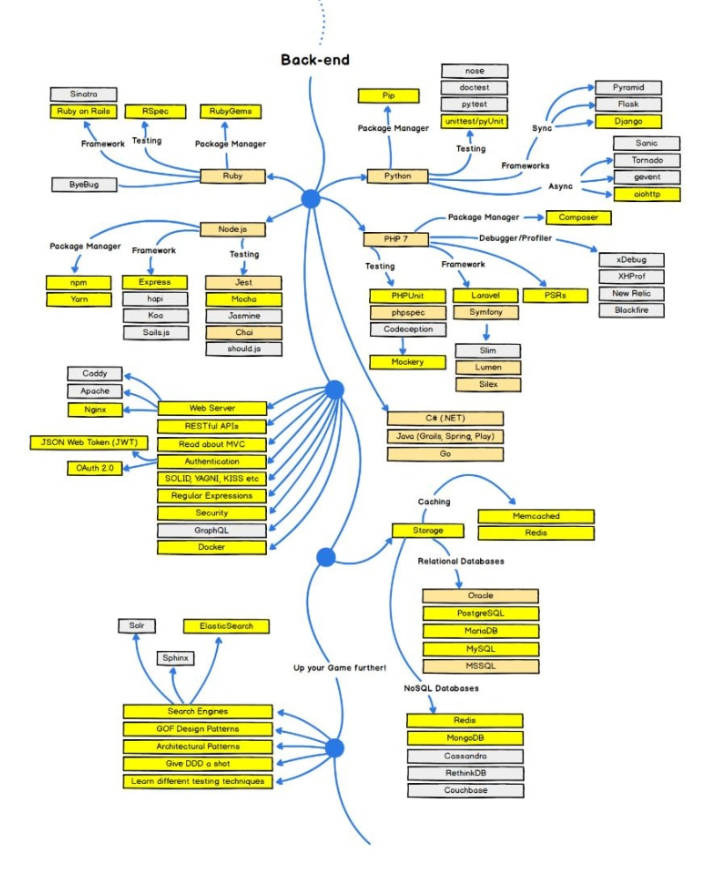 Back-end
Sinatra
Ruby on Rails
RSpec
RubyGems
Framework
Testing
Package Manager
ByeBug
Ruby
nose
doctest
py.test
unittest/pyUnit
Pip
Package Manager
Testing
Python
Pyramid
Flask
Django
Sync
Frameworks
Async
Sanic
Tornado
gevent
aiohttp
Node.js
Package Manager
Framework
Testing
npm
Yarn
Express
hapi
Koa
Sails.js
Jest
Mocha
Jasmine
Chai
should.js
PHP 7
Package Manager
Composer
Debugger/Profiler
xDebug
XHProf
New Relic
Blackfire
Testing
Framework
PHPUnit
phpspec
Codeception
Mockery
Laravel
Symfony
Slim
Lumen
Silex
PSRs
C# (.NET)
Java (Grails, Spring, Play)
Go
Caddy
Apache
Nginx
JSON Web Token (JWT)
OAuth 2.0
Web Server
RESTful APIs
Read about MVC
Authentication
SOLID, YAGNI, KISS etc
Regular Expressions
Security
GraphQL
Docker
Caching
Memcached
Redis
Storage
Relational Databases
Oracle
PostgreSQL
MariaDB
MySQL
MSSQL
NoSQL Databases
Redis
MongoDB
Cassandra
RethinkDB
Couchbase
Up your Game further!
Solr
Sphinx
ElasticSearch
Search Engines
GOF Design Patterns
Architectural Patterns
Give DDD a shot
Learn different testing techniques